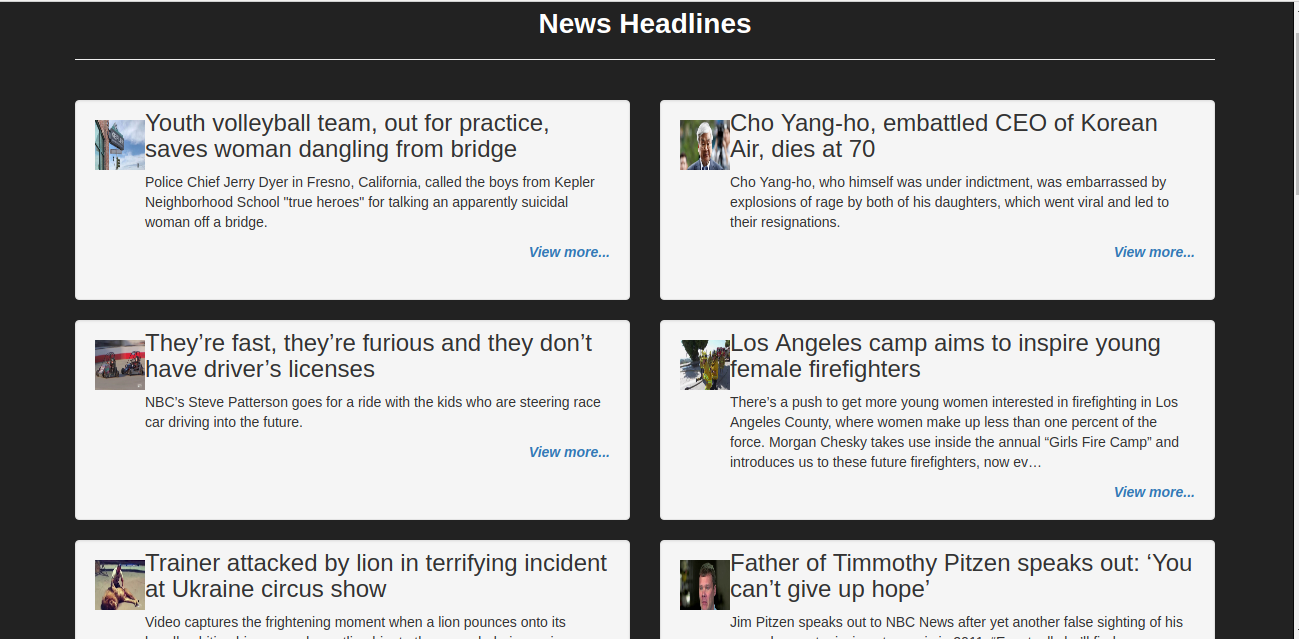 News Headlines
Youth volleyball team, out for practice,
saves woman dangling from bridge
Police Chief Jerry Dyer in Fresno, California, called the boys from Kepler
Neighborhood School "true heroes" for talking an apparently suicidal
woman off a bridge.
View more...
Cho Yang-ho, embattled CEO of Korean
Air, dies at 70
Cho Yang-ho, who himself was under indictment, was embarrassed by
explosions of rage by both of his daughters, which went viral and led to
their resignations.
View more...
They’re fast, they’re furious and they don’t
have driver’s licenses
NBC’s Steve Patterson goes for a ride with the kids who are steering race
car driving into the future.
View more...
Los Angeles camp aims to inspire young
female firefighters
There’s a push to get more young women interested in firefighting in Los
Angeles County, where women make up less than one percent of the
force. Morgan Chesky takes use inside the annual “Girls Fire Camp” and
introduces us to these future firefighters, now ev…
View more...
Trainer attacked by lion in terrifying incident
at Ukraine circus show
Video captures the frightening moment when a lion pounces onto its
Father of Timmothy Pitzen speaks out: ‘You
can’t give up hope’
Jim Pitzen speaks out to NBC News after yet another false sighting of his